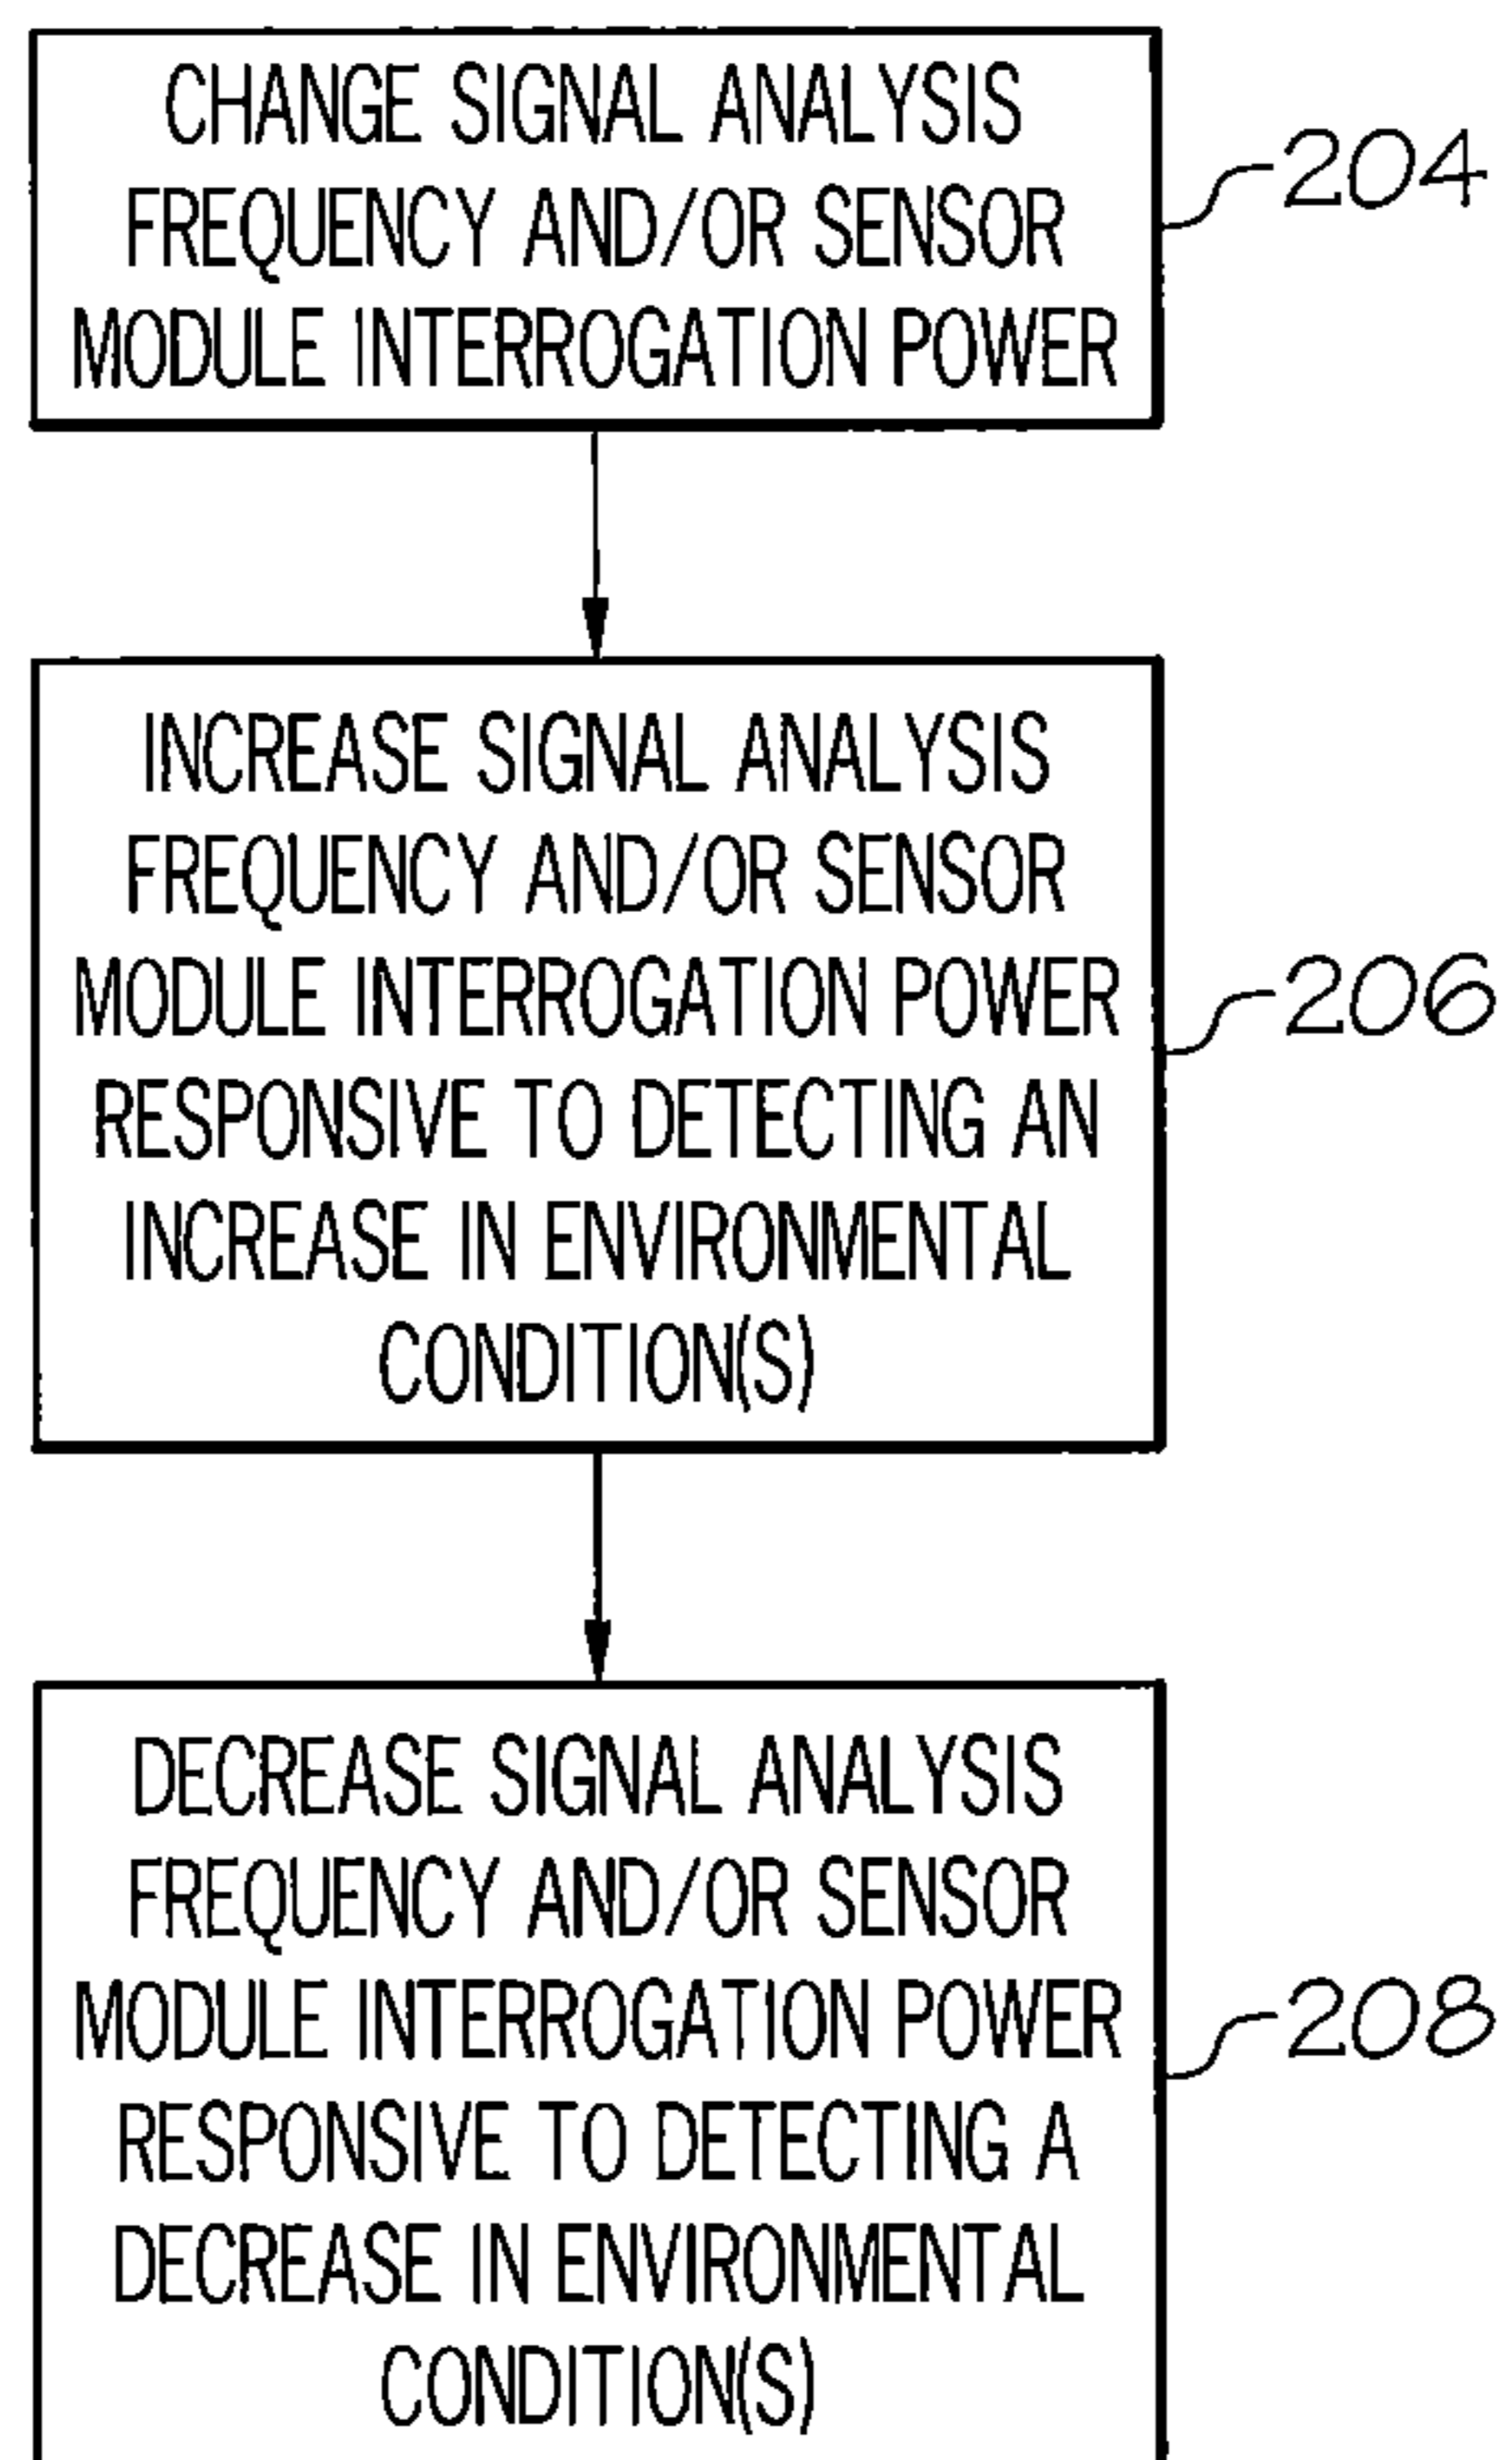 CHANGE SIGNAL ANALYSIS
FREQUENCY AND/OR SENSOR
MODULE INTERROGATION POWER
204
INCREASE SIGNAL ANALYSIS
FREQUENCY AND/OR SENSOR
MODULE INTERROGATION POWER
RESPONSIVE TO DETECTING AN
INCREASE IN ENVIRONMENTAL
CONDITION(S)
206
DECREASE SIGNAL ANALYSIS
FREQUENCY AND/OR SENSOR
MODULE INTERROGATION POWER
RESPONSIVE TO DETECTING A
DECREASE IN ENVIRONMENTAL
CONDITION(S)
208